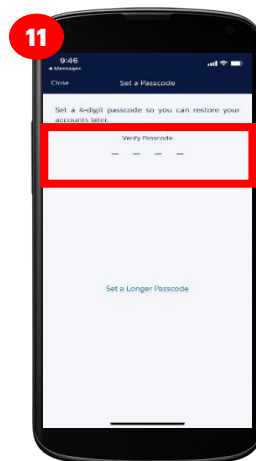 11
9:46
◂ Messages
Close Set a Passcode
Set a 4-digit passcode so you can restore your
accounts later.
Verify Passcode
Set a Longer Passcode